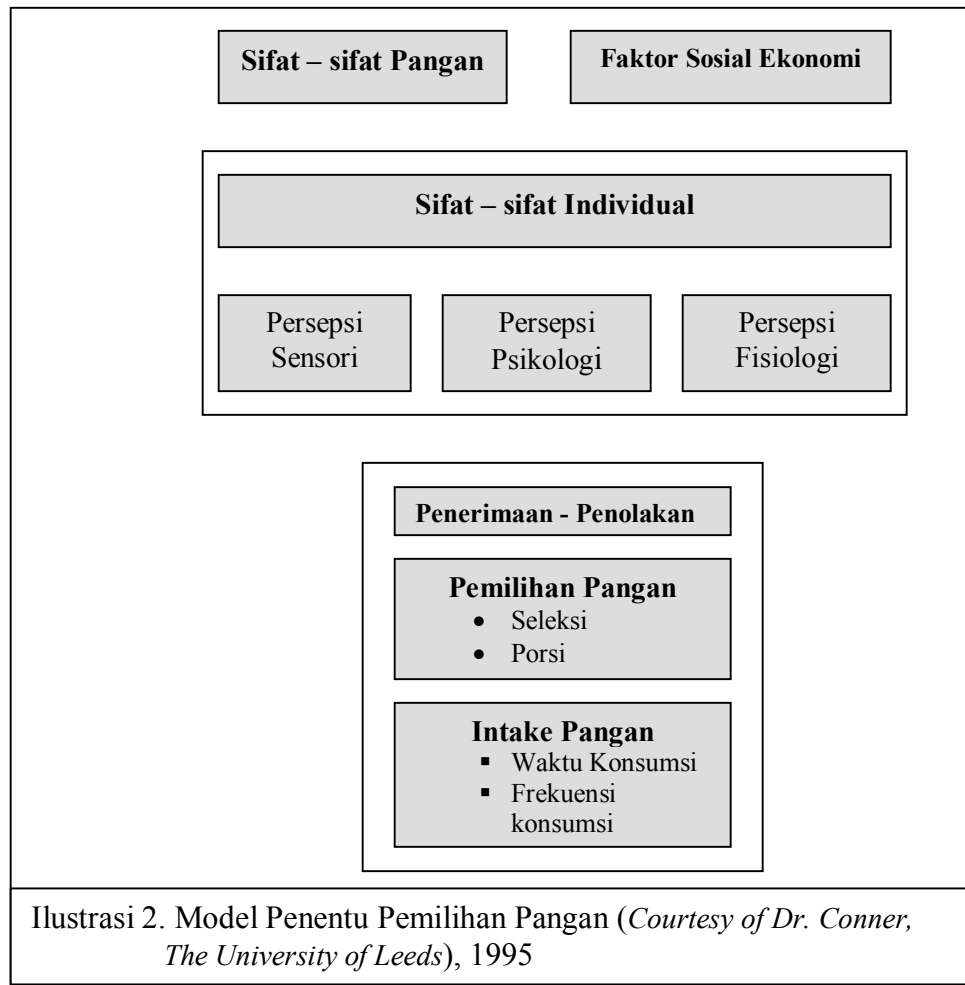 Sifat – sifat Pangan
Faktor Sosial Ekonomi
Sifat – sifat Individual
Persepsi
Sensori
Persepsi
Psikologi
Persepsi
Fisiologi
Penerimaan - Penolakan
Pemilihan Pangan
• Seleksi
• Porsi
Intake Pangan
▪ Waktu Konsumsi
▪ Frekuensi
konsumsi
Ilustrasi 2. Model Penentu Pemilihan Pangan (Courtesy of Dr. Conner,
The University of Leeds), 1995